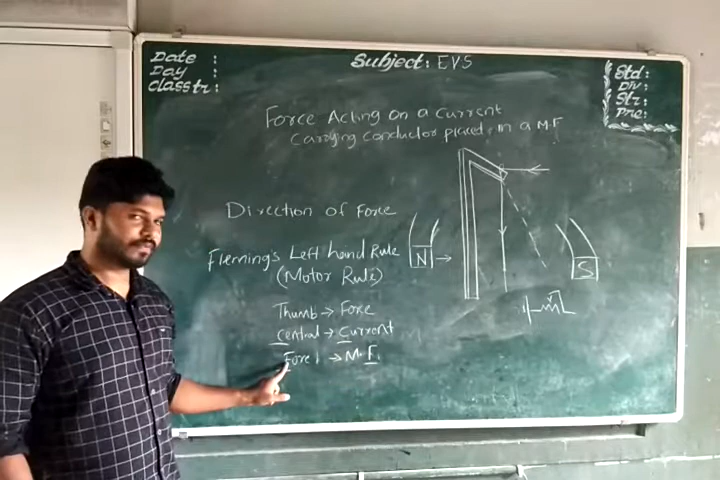 Date :
Day :
Class tr :
Subject : EVS
Std :
Div :
Str :
Pre :
Force Acting on a Current
Carrying conductor placed in a M.F
Direction of Force
Fleming's Left hand Rule
(Motor Rule)
Thumb → Force
Central → Current
Fore → M.F.
N →
S